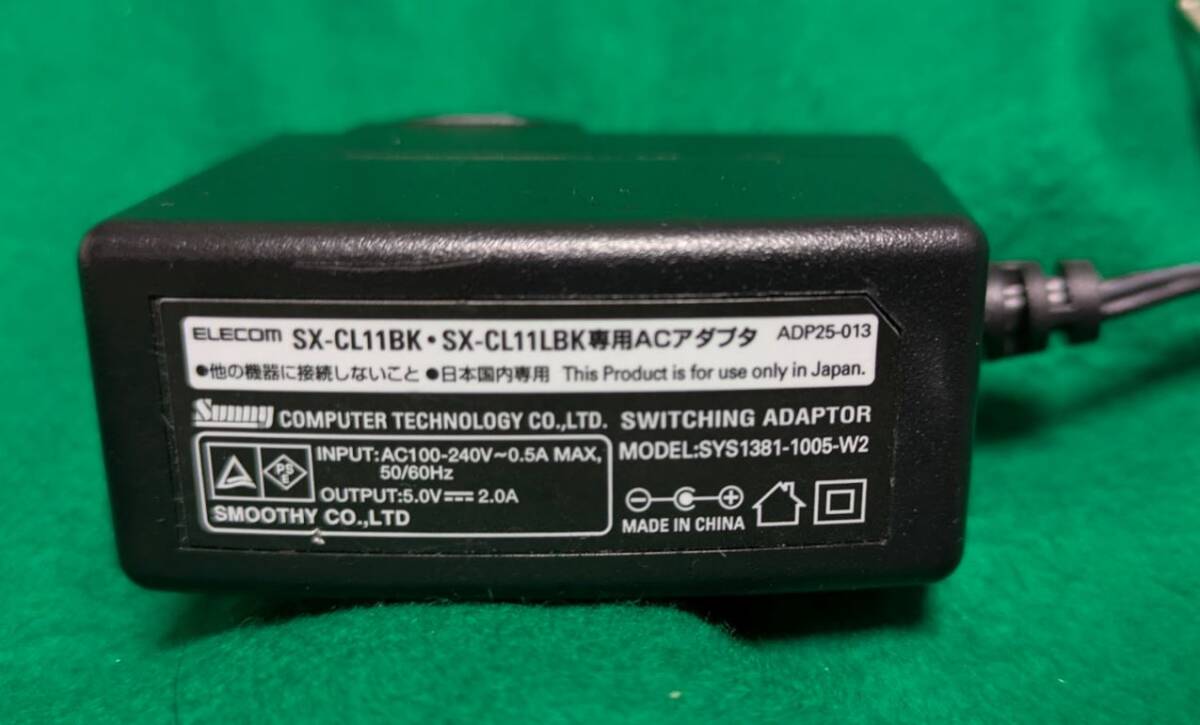 ELECOM SX-CL11BK・SX-CL11LBK専用ACアダプタ ADP25-013
●他の機器に接続しないこと ●日本国内専用 This Product is for use only in Japan.
Sunny COMPUTER TECHNOLOGY CO.,LTD. SWITCHING ADAPTOR
MODEL:SYS1381-1005-W2
INPUT:AC100-240V~0.5A MAX,
50/60Hz
OUTPUT:5.0V⎓2.0A
PS
E
SMOOTHY CO.,LTD
MADE IN CHINA